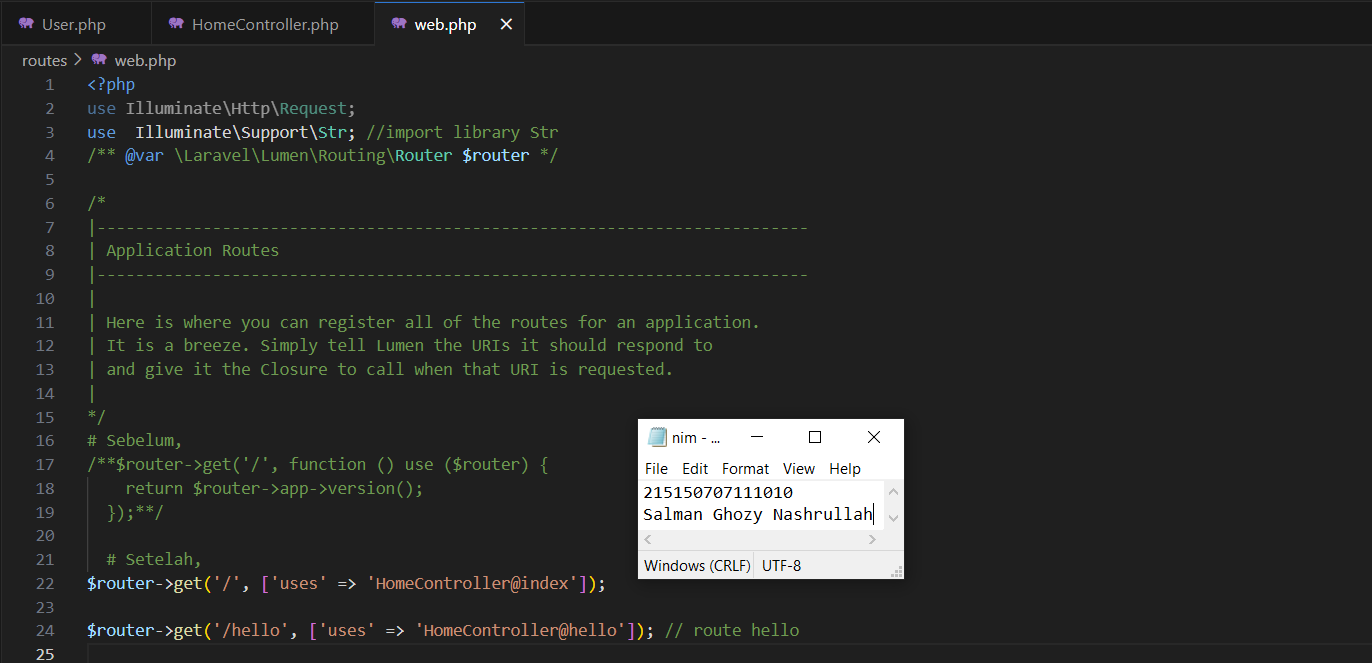 User.php HomeController.php web.php
routes > web.php
1 <?php
2 use Illuminate\Http\Request;
3 use  Illuminate\Support\Str; //import library Str
4 /** @var \Laravel\Lumen\Routing\Router $router */
5
6 /*
7 |--------------------------------------------------------------------------
8 | Application Routes
9 |--------------------------------------------------------------------------
10 |
11 | Here is where you can register all of the routes for an application.
12 | It is a breeze. Simply tell Lumen the URIs it should respond to
13 | and give it the Closure to call when that URI is requested.
14 |
15 */
16 # Sebelum,
17 /**$router->get('/', function () use ($router) {
18     return $router->app->version();
19   });**/
20
21   # Setelah,
22 $router->get('/', ['uses' => 'HomeController@index']);
23
24 $router->get('/hello', ['uses' => 'HomeController@hello']); // route hello
25
nim - ...
File Edit Format View Help
215150707111010
Salman Ghozy Nashrullah
Windows (CRLF) UTF-8